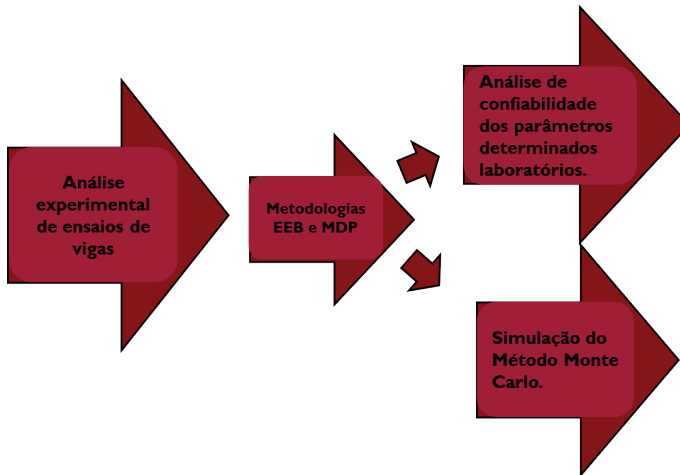 Análise
experimental
de ensaios de
vigas
Metodologias
EEB e MDP
Análise de
confiabilidade
dos parâmetros
determinados
laboratórios.
Simulação do
Método Monte
Carlo.